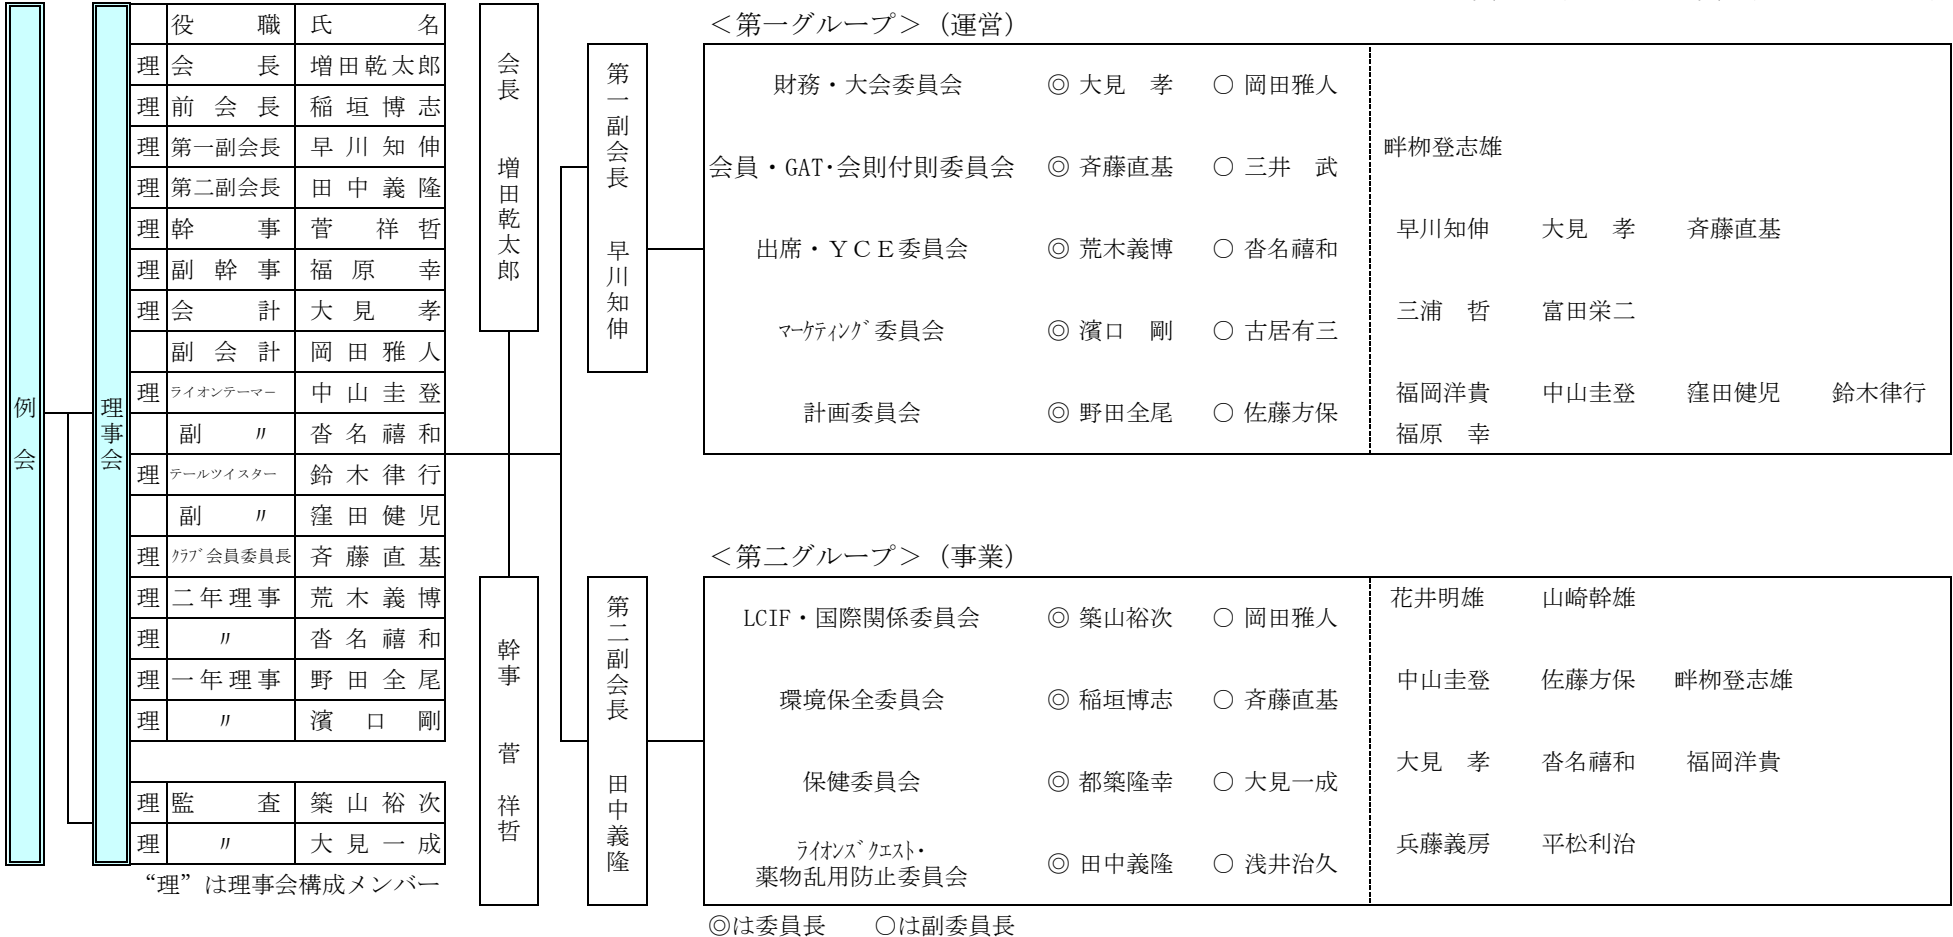 例会
理事会
役職 氏名
理 会長 増田乾太郎
理 前会長 稲垣博志
理 第一副会長 早川知伸
理 第二副会長 田中義隆
理 幹事 菅祥哲
理 副幹事 福原幸
理 会計 大見孝
副会計 岡田雅人
理 ライオンテーマー 中山圭登
副 〃 沓名禧和
理 テールツイスター 鈴木律行
副 〃 窪田健児
理 クラブ会員委員長 斉藤直基
理 二年理事 荒木義博
理 〃 沓名禧和
理 一年理事 野田全尾
理 〃 濱口剛
理 監査 築山裕次
理 〃 大見一成
“理”は理事会構成メンバー
会長 増田乾太郎
幹事 菅 祥哲
第一副会長 早川知伸
第二副会長 田中義隆
＜第一グループ＞（運営）
財務・大会委員会 ◎ 大見 孝 ○ 岡田雅人
会員・GAT・会則付則委員会 ◎ 斉藤直基 ○ 三井 武 畔栁登志雄
出席・ＹＣＥ委員会 ◎ 荒木義博 ○ 沓名禧和 早川知伸 大見 孝 斉藤直基
マーケティング委員会 ◎ 濱口 剛 ○ 古居有三 三浦 哲 富田栄二
計画委員会 ◎ 野田全尾 ○ 佐藤方保 福岡洋貴 中山圭登 窪田健児 鈴木律行
福原 幸
＜第二グループ＞（事業）
LCIF・国際関係委員会 ◎ 築山裕次 ○ 岡田雅人 花井明雄 山崎幹雄
環境保全委員会 ◎ 稲垣博志 ○ 斉藤直基 中山圭登 佐藤方保 畔栁登志雄
保健委員会 ◎ 都築隆幸 ○ 大見一成 大見 孝 沓名禧和 福岡洋貴
ライオンズクエスト・
薬物乱用防止委員会 ◎ 田中義隆 ○ 浅井治久 兵藤義房 平松利治
◎は委員長 ○は副委員長